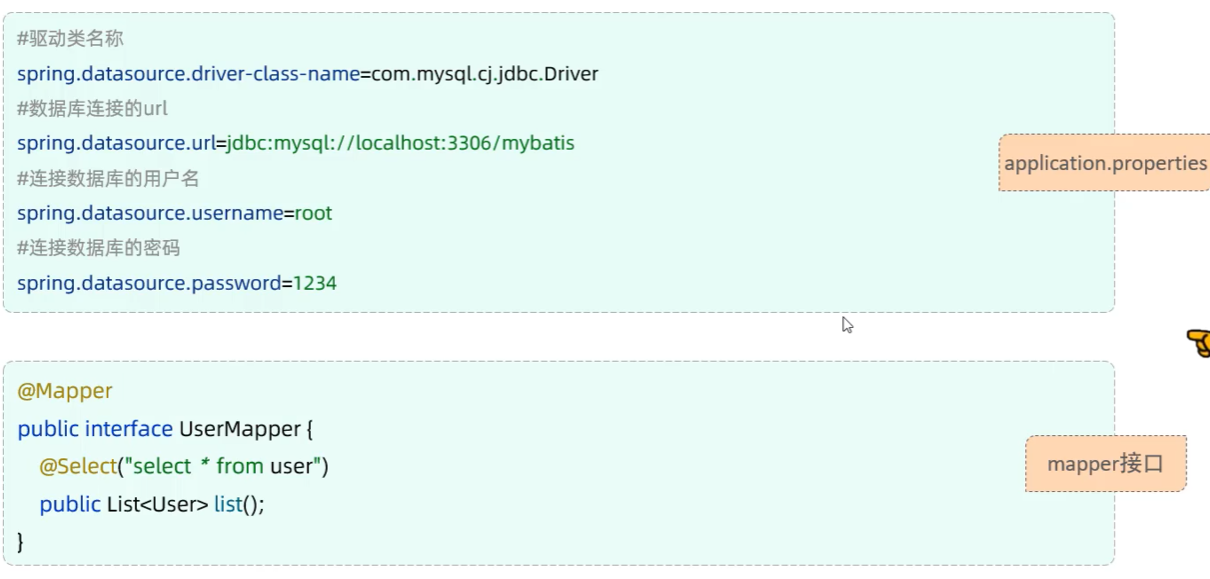 #驱动类名称
spring.datasource.driver-class-name=com.mysql.cj.jdbc.Driver
#数据库连接的url
spring.datasource.url=jdbc:mysql://localhost:3306/mybatis
#连接数据库的用户名
spring.datasource.username=root
#连接数据库的密码
spring.datasource.password=1234
application.properties
@Mapper
public interface UserMapper {
    @Select("select * from user")
    public List<User> list();
}
mapper接口